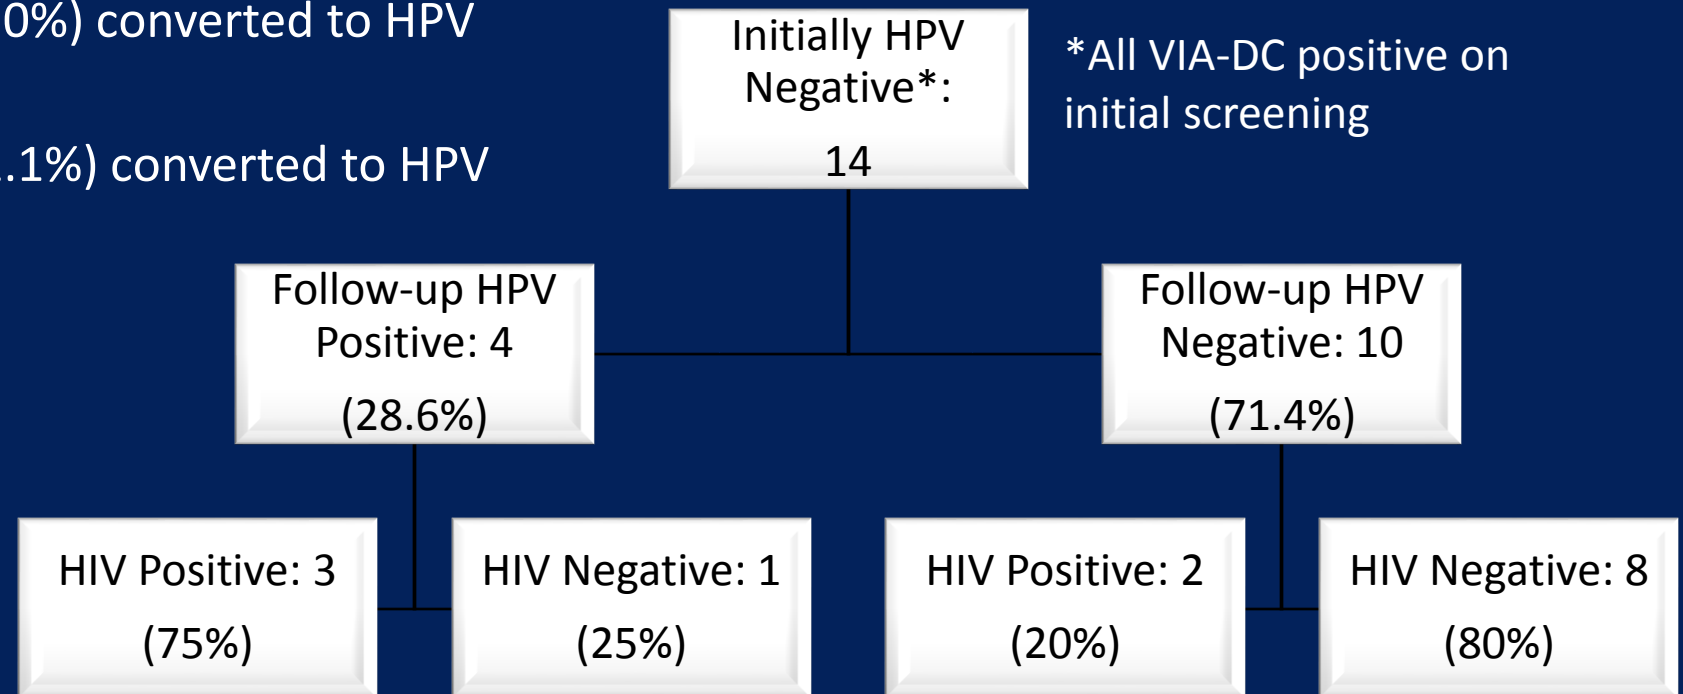 0%) converted to HPV
.1%) converted to HPV
Initially HPV
Negative*:
14
*All VIA-DC positive on
initial screening
Follow-up HPV
Positive: 4
(28.6%)
Follow-up HPV
Negative: 10
(71.4%)
HIV Positive: 3
(75%)
HIV Negative: 1
(25%)
HIV Positive: 2
(20%)
HIV Negative: 8
(80%)